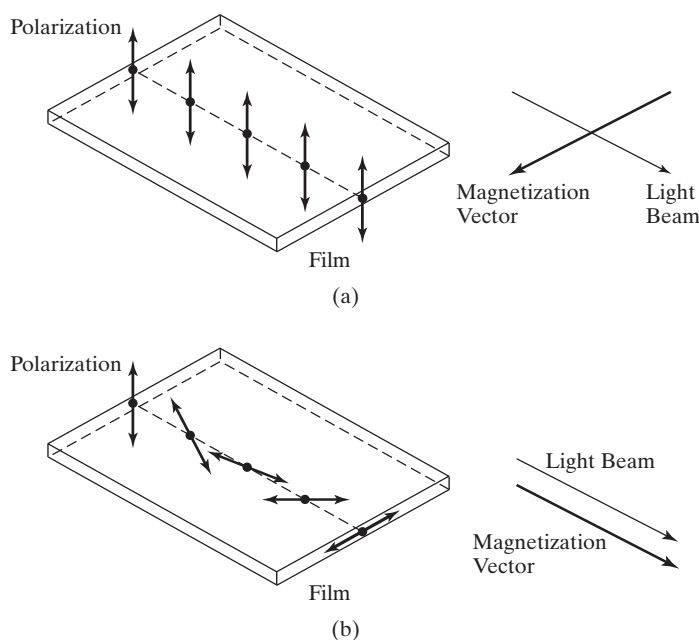 Polarization
Magnetization
Vector
Light
Beam
Film
(a)
Polarization
Light Beam
Magnetization
Vector
Film
(b)